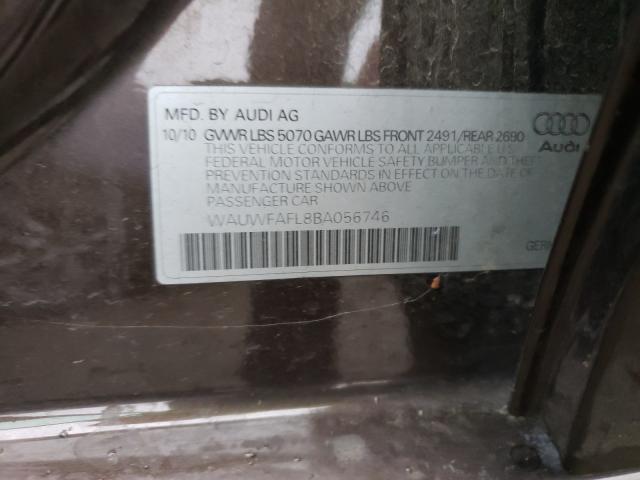 MFD. BY AUDI AG
10/10 GVWR LBS 5070 GAWR LBS FRONT 2491/REAR 2690
THIS VEHICLE CONFORMS TO ALL APPLICABLE U.S.
FEDERAL MOTOR VEHICLE SAFETY BUMPER AND THEFT
PREVENTION STANDARDS IN EFFECT ON THE DATE OF
MANUFACTURE SHOWN ABOVE
PASSENGER CAR
WAUWFAFL8BA056746
Audi